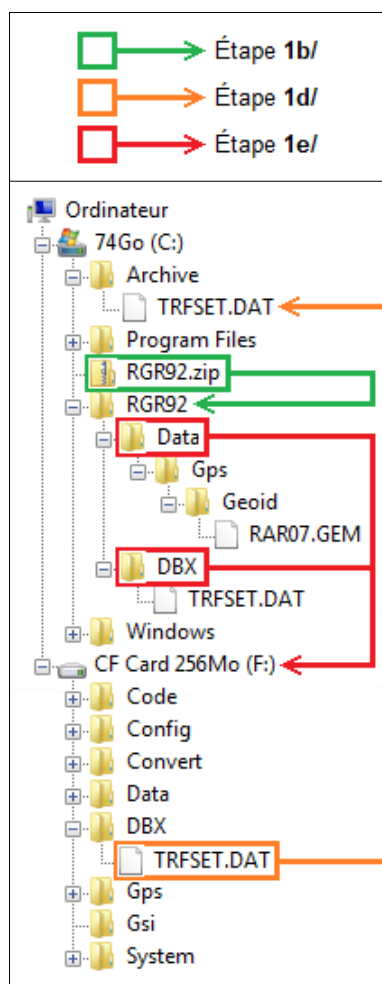 Étape 1b/
Étape 1d/
Étape 1e/
Ordinateur
74Go (C:)
Archive
TRFSET.DAT
Program Files
RGR92.zip
RGR92
Data
Gps
Geoid
RAR07.GEM
DBX
TRFSET.DAT
Windows
CF Card 256Mo (F:)
Code
Config
Convert
Data
DBX
TRFSET.DAT
Gps
Gsi
System